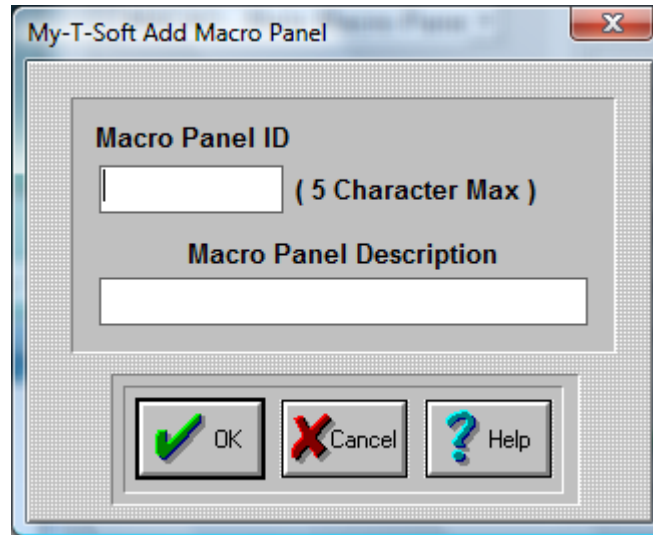 My-T-Soft Add Macro Panel
Macro Panel ID
( 5 Character Max )
Macro Panel Description
OK Cancel Help